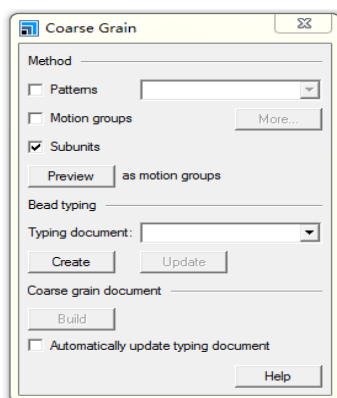 Coarse Grain
Method
Patterns
Motion groups More...
Subunits
Preview as motion groups
Bead typing
Typing document:
Create Update
Coarse grain document
Build
Automatically update typing document
Help